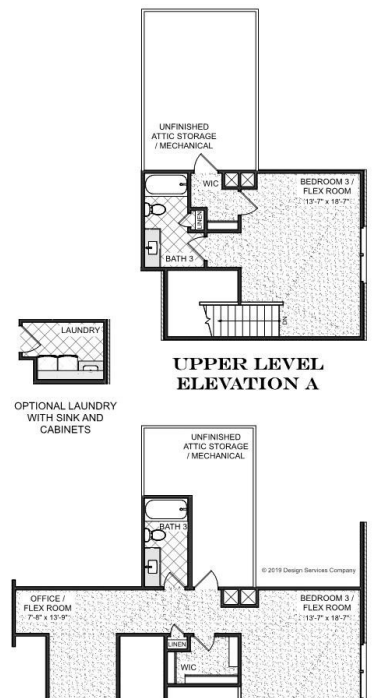 UNFINISHED
ATTIC STORAGE
/ MECHANICAL
WIC
BEDROOM 3 /
FLEX ROOM
13'-7" x 18'-7"
LINEN
BATH 3
DN
LAUNDRY
UPPER LEVEL
ELEVATION A
OPTIONAL LAUNDRY
WITH SINK AND
CABINETS
UNFINISHED
ATTIC STORAGE
/ MECHANICAL
BATH 3
© 2019 Design Services Company
OFFICE /
FLEX ROOM
7'-8" x 13'-9"
BEDROOM 3 /
FLEX ROOM
13'-7" x 18'-7"
LINEN
WIC